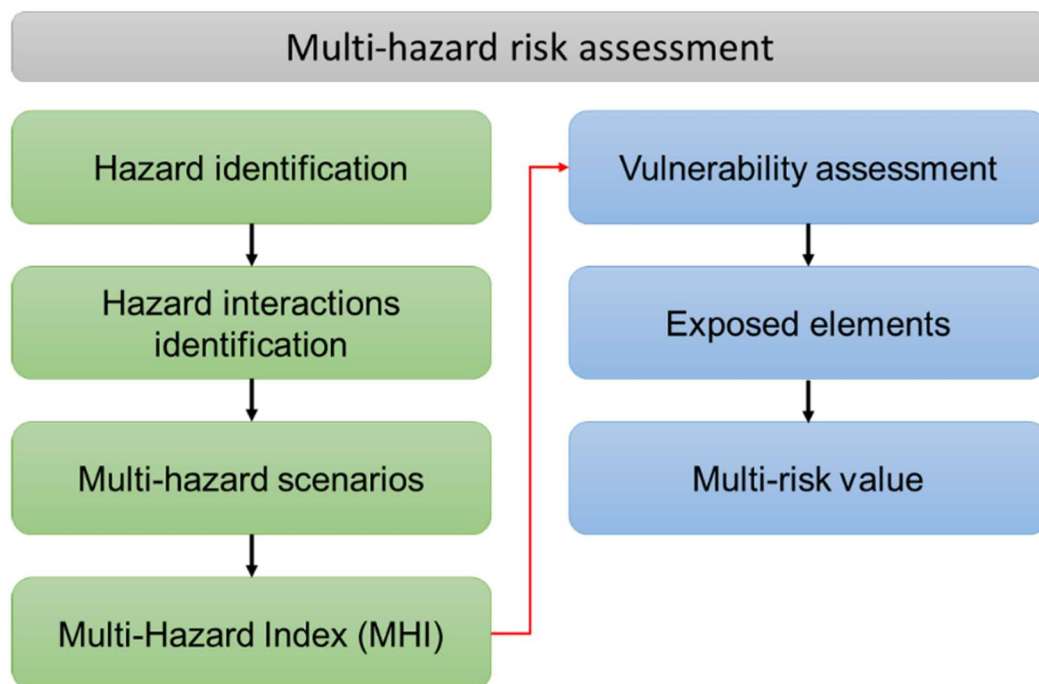 Multi-hazard risk assessment
Hazard identification
Hazard interactions
identification
Multi-hazard scenarios
Multi-Hazard Index (MHI)
Vulnerability assessment
Exposed elements
Multi-risk value